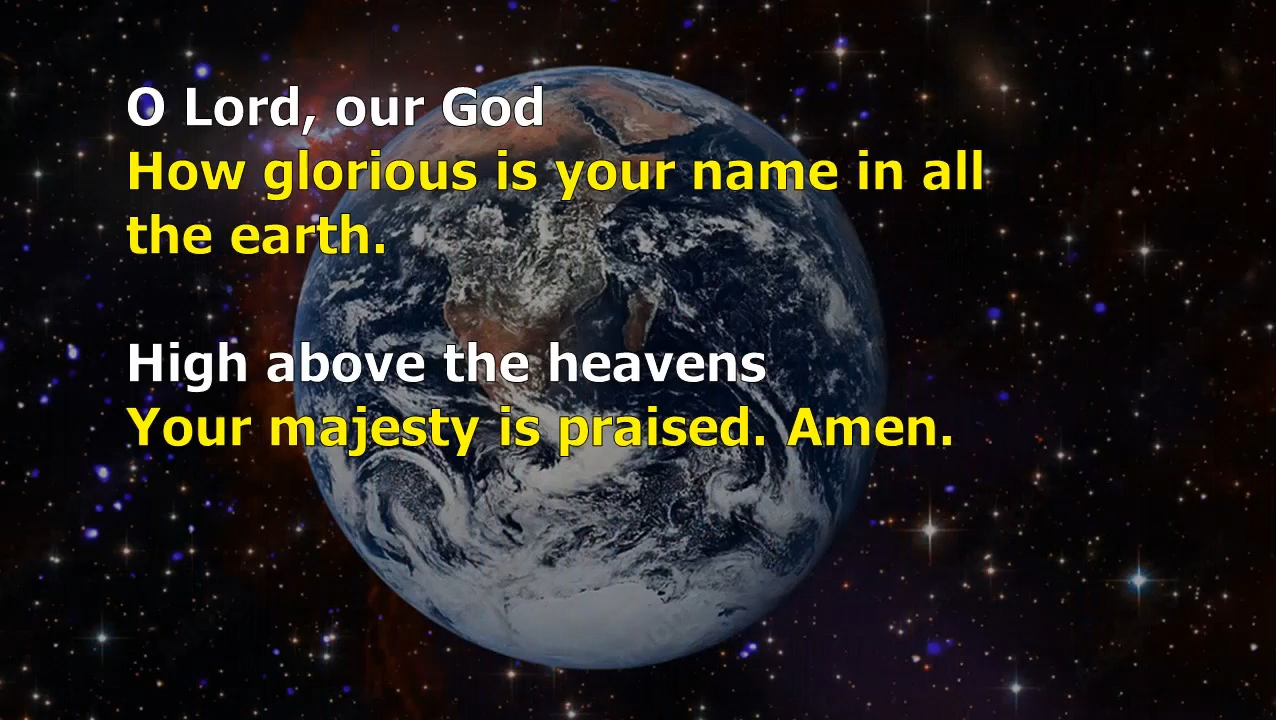 O Lord, our God
How glorious is your name in all
the earth.
High above the heavens
Your majesty is praised. Amen.